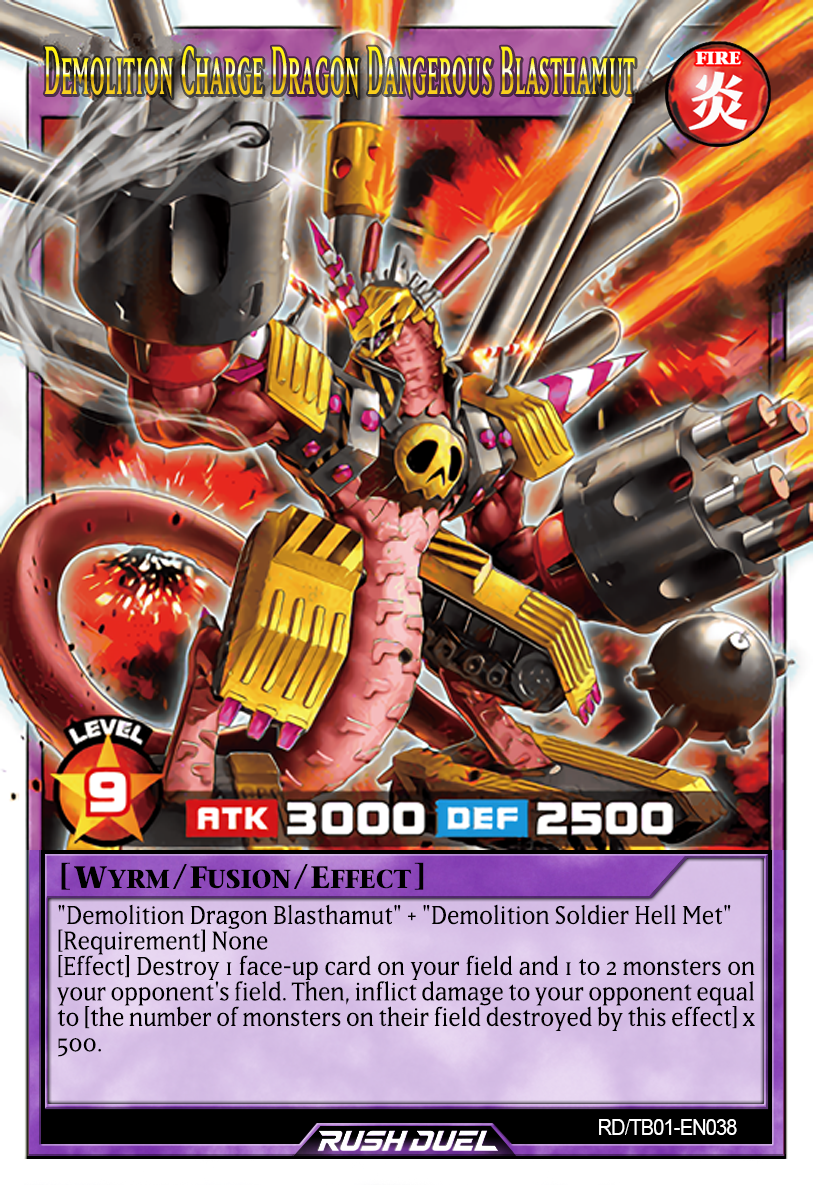 Demolition Charge Dragon Dangerous Blasthamut
FIRE
炎
LEVEL
9
ATK 3000 DEF 2500
[Wyrm/Fusion/Effect]
"Demolition Dragon Blasthamut" + "Demolition Soldier Hell Met"
[Requirement] None
[Effect] Destroy 1 face-up card on your field and 1 to 2 monsters on
your opponent's field. Then, inflict damage to your opponent equal
to [the number of monsters on their field destroyed by this effect] x
500.
RD/TB01-EN038
RUSH DUEL